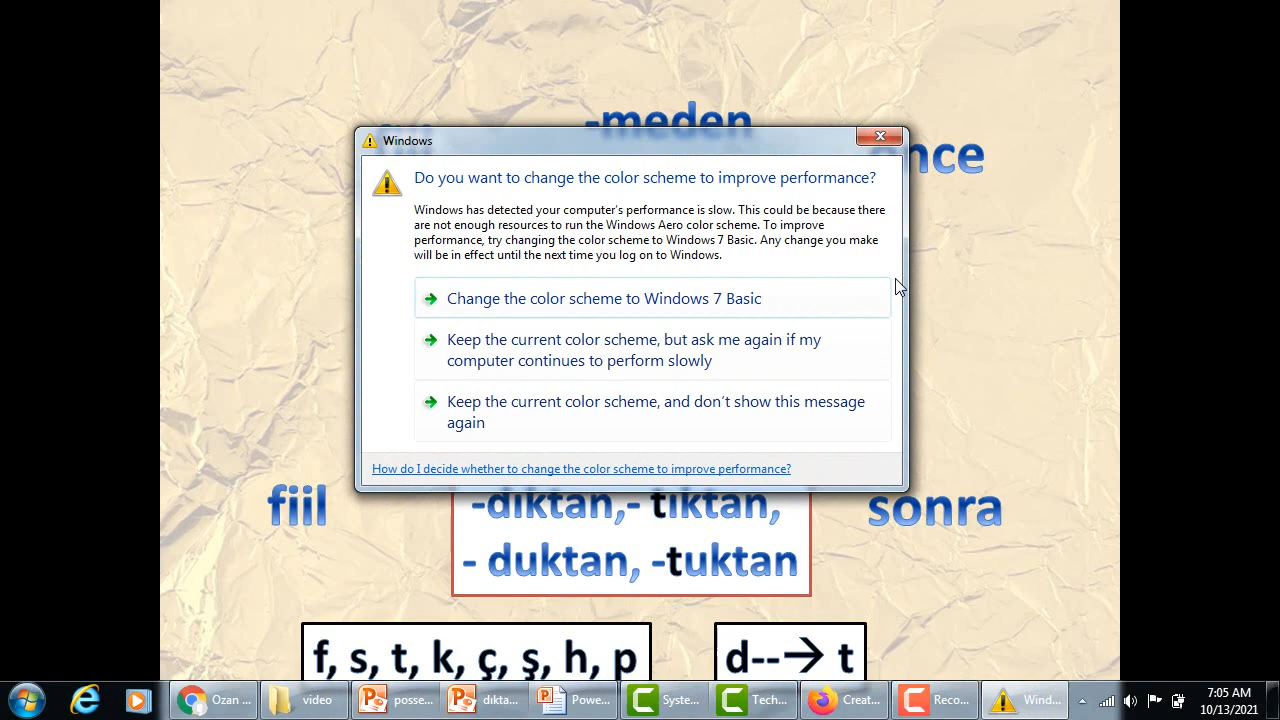 -meden
önce
Windows
Do you want to change the color scheme to improve performance?
Windows has detected your computer's performance is slow. This could be because there
are not enough resources to run the Windows Aero color scheme. To improve
performance, try changing the color scheme to Windows 7 Basic. Any change you make
will be in effect until the next time you log on to Windows.
Change the color scheme to Windows 7 Basic
Keep the current color scheme, but ask me again if my
computer continues to perform slowly
Keep the current color scheme, and don't show this message
again
How do I decide whether to change the color scheme to improve performance?
fiil
-dıktan,- tiktan,
- duktan, -tuktan
sonra
f, s, t, k, ç, ş, h, p
d--→ t
Ozan ...
video
posse...
dıkta...
Powe...
Syste...
Tech...
Creat...
Reco...
Wind...
7:05 AM
10/13/2021